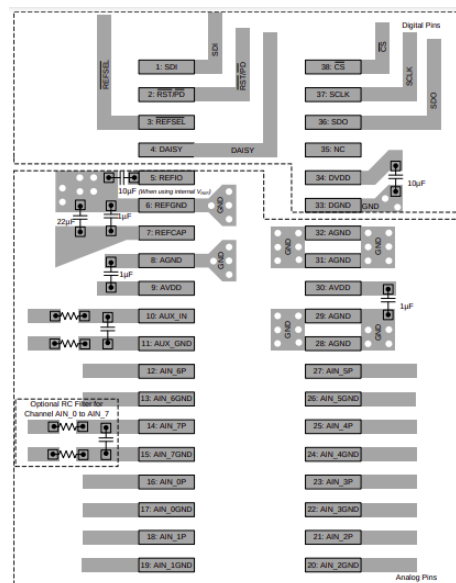 Digital Pins
REFSEL
SDI
RST/PD
CS
SCLK
SDO
1: SDI
38: CS
2: RST/PD
37: SCLK
3: REFSEL
36: SDO
4: DAISY
DAISY
35: NC
5: REFIO
34: DVDD
10µF
(When using internal VREF)
10µF
6: REFGND
GND
33: DGND
GND
22µF
1µF
7: REFCAP
32: AGND
GND
GND
8: AGND
GND
31: AGND
1µF
9: AVDD
30: AVDD
1µF
10: AUX_IN
29: AGND
GND
GND
11: AUX_GND
28: AGND
12: AIN_6P
27: AIN_5P
Optional RC Filter for
Channel AIN_0 to AIN_7
13: AIN_6GND
26: AIN_5GND
14: AIN_7P
25: AIN_4P
15: AIN_7GND
24: AIN_4GND
16: AIN_0P
23: AIN_3P
17: AIN_0GND
22: AIN_3GND
18: AIN_1P
21: AIN_2P
19: AIN_1GND
20: AIN_2GND
Analog Pins